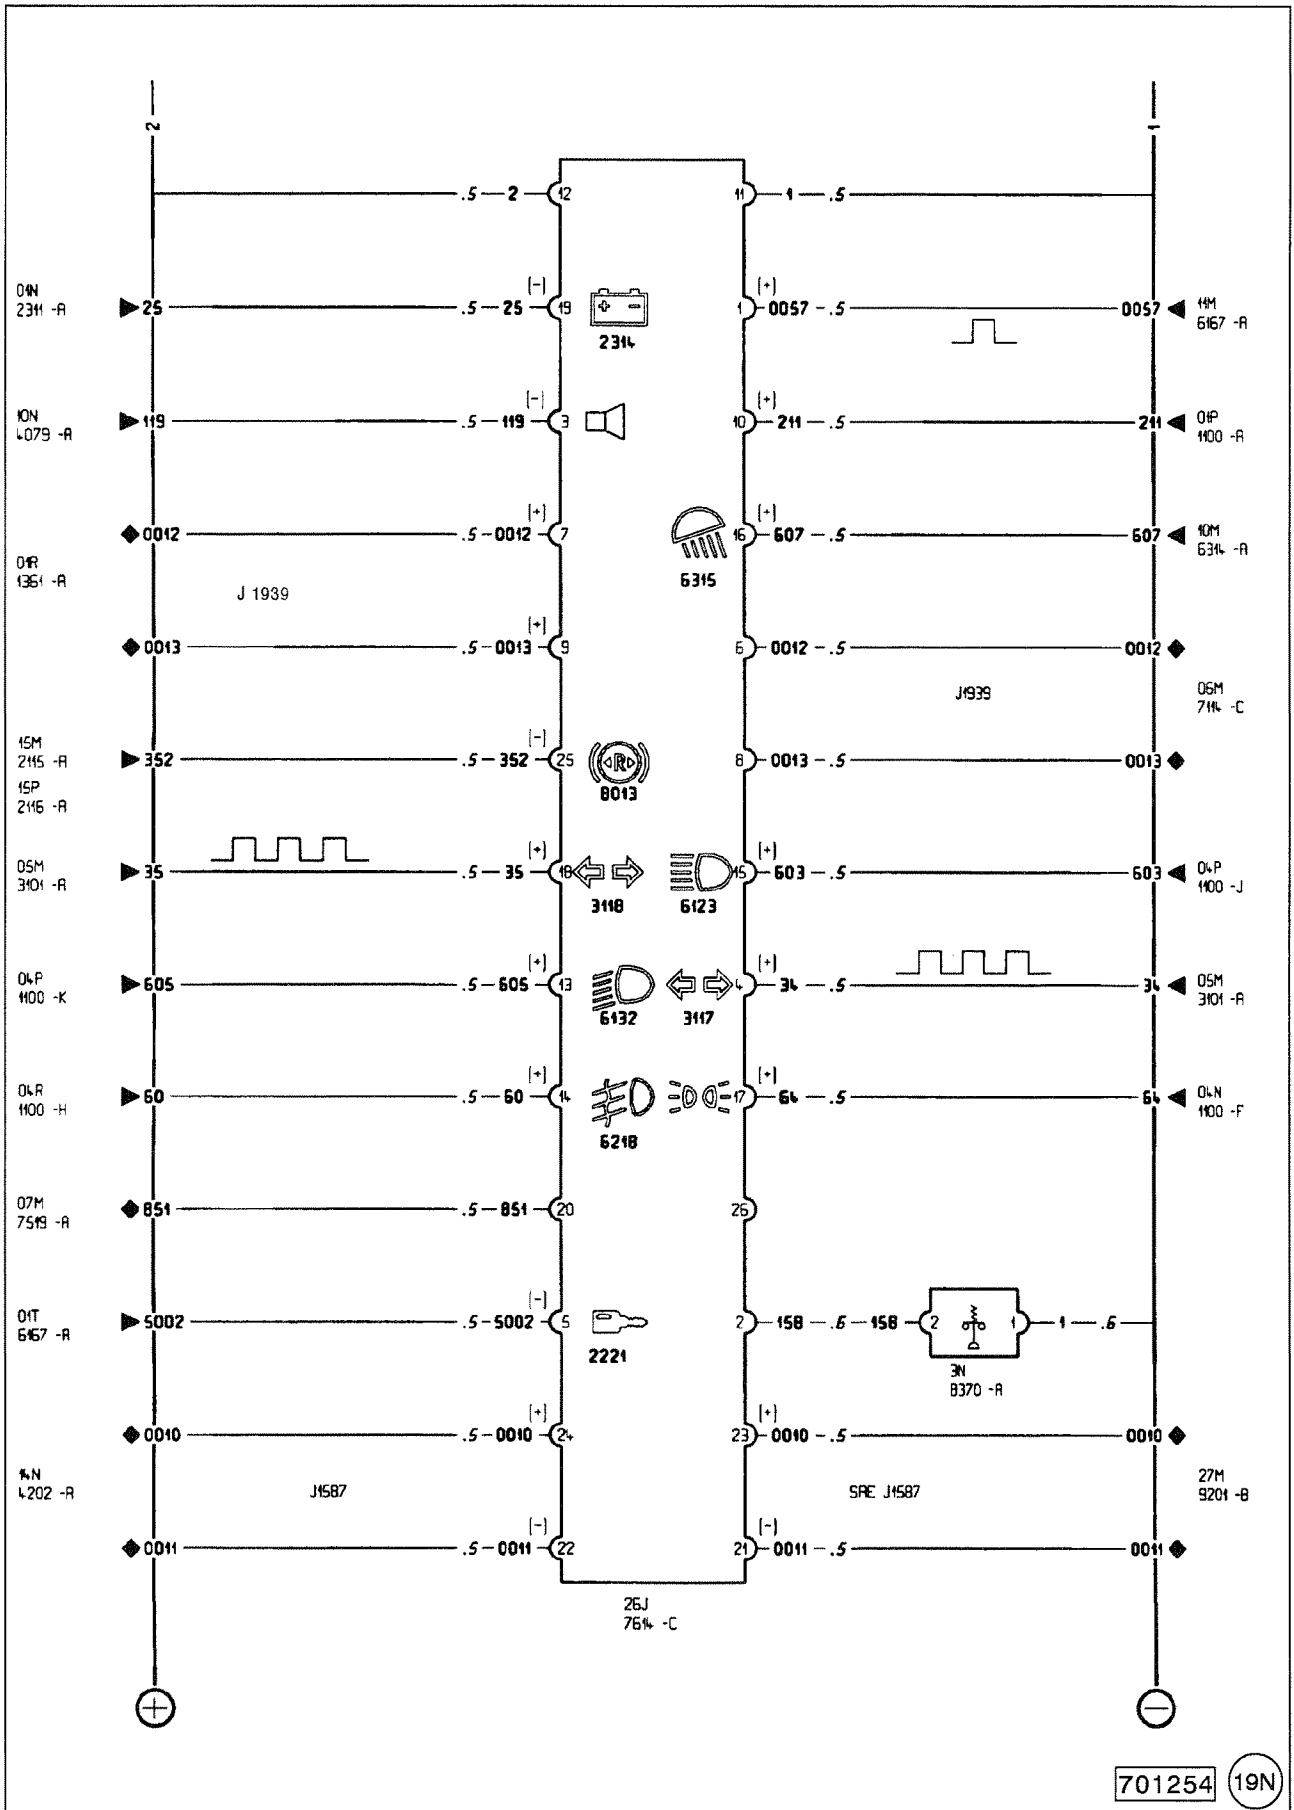 2 1
.5 2 12 11 1 .5
01N
2311 -A
25 .5 25 [-] 19 2314 1 [+] 0057 .5 0057
11M
6167 -A
10N
4079 -A
119 .5 119 [-] 3 10 [+] 211 .5 211
01P
1100 -A
0012 .5 0012 [+] 7 6315 16 [+] 607 .5 607
10M
6314 -A
01R
1361 -A
J 1939
0013 .5 0013 [+] 9 6 0012 .5 0012
J1939
06M
7114 -C
15M
2115 -A
15P
2116 -A
352 .5 352 [-] 25 R 8013 8 0013 .5 0013
05M
3101 -A
35 .5 35 [+] 18 3118 6123 15 [+] 603 .5 603
04P
1100 -J
04P
1100 -K
605 .5 605 [+] 13 6132 3117 4 [+] 34 .5 34
05M
3101 -A
04R
1100 -H
60 .5 60 [+] 14 6218 17 [+] 64 .5 64
04N
1100 -F
07M
7519 -A
851 .5 851 20 26
01T
6167 -A
5002 .5 5002 [-] 5 2221 2 158 .6 158 2 1 1 .6
3N
B370 -A
0010 .5 0010 [+] 24 23 [+] 0010 .5 0010
14N
4202 -A
J1587
SAE J1587
27M
9201 -B
0011 .5 0011 [-] 22 21 [-] 0011 .5 0011
26J
7614 -C
+ −
701254 19N